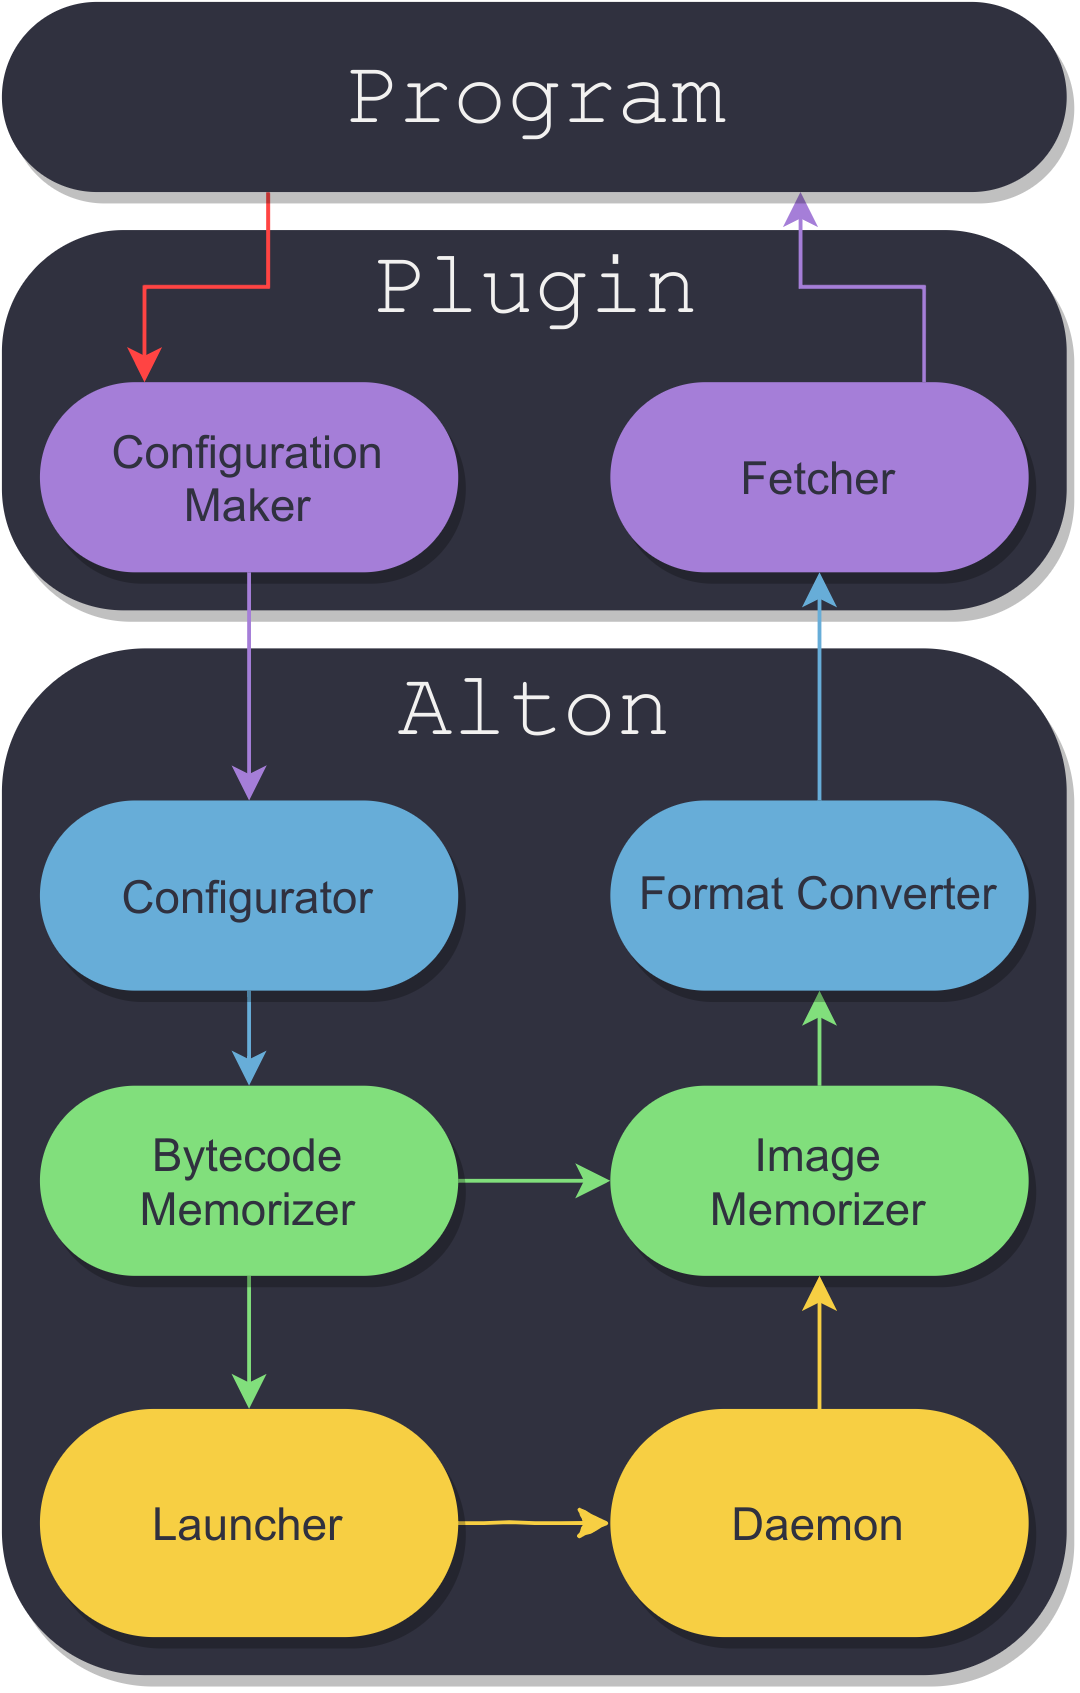 Program
Plugin
Configuration
Maker
Fetcher
Alton
Configurator
Format Converter
Bytecode
Memorizer
Image
Memorizer
Launcher
Daemon